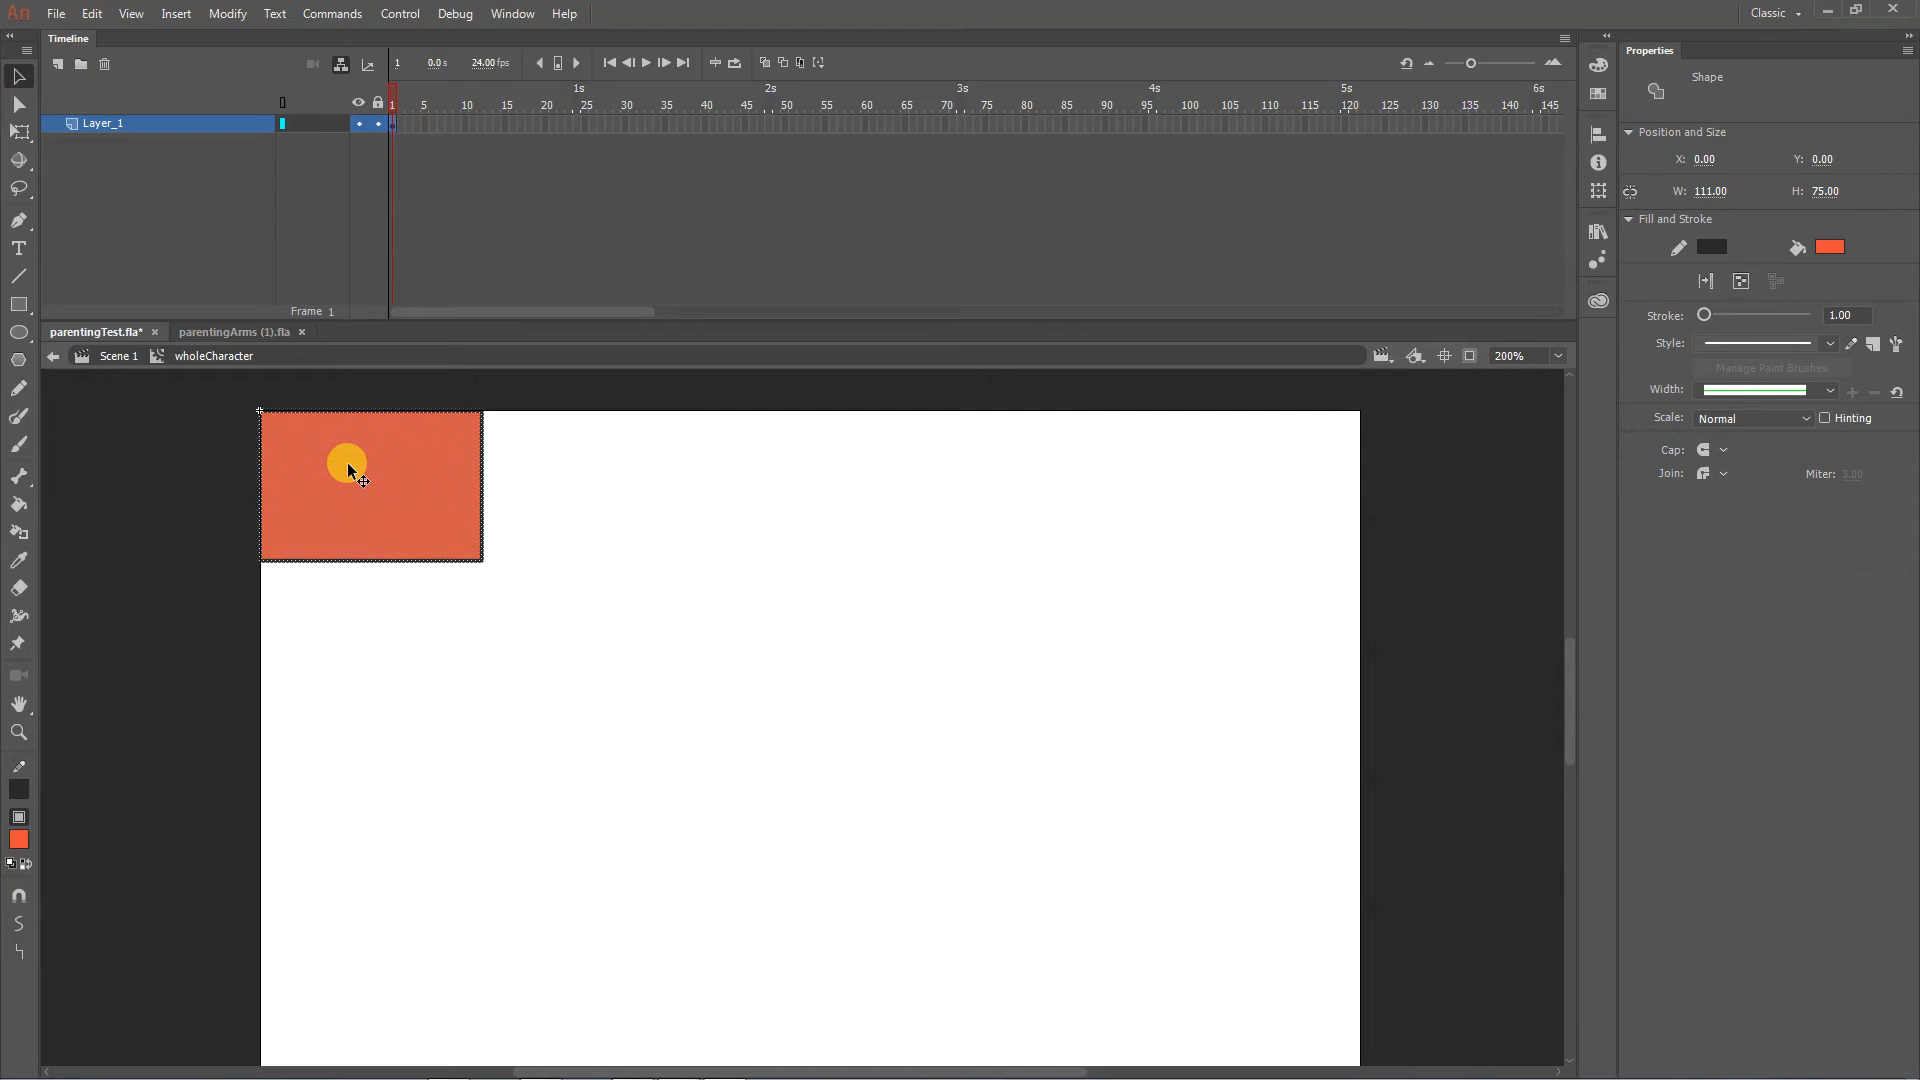 An File Edit View Insert Modify Text Commands Control Debug Window Help Classic
Timeline
1 0.0 s 24.00 fps
1s 2s 3s 4s 5s 6s
1 5 10 15 20 25 30 35 40 45 50 55 60 65 70 75 80 85 90 95 100 105 110 115 120 125 130 135 140 145
Layer_1
Frame 1
parentingTest.fla* parentingArms (1).fla
Scene 1 wholeCharacter 200%
Properties
Shape
Position and Size
X: 0.00 Y: 0.00
W: 111.00 H: 75.00
Fill and Stroke
Stroke: 1.00
Style:
Manage Paint Brushes
Width:
Scale: Normal Hinting
Cap:
Join: Miter: 3.00